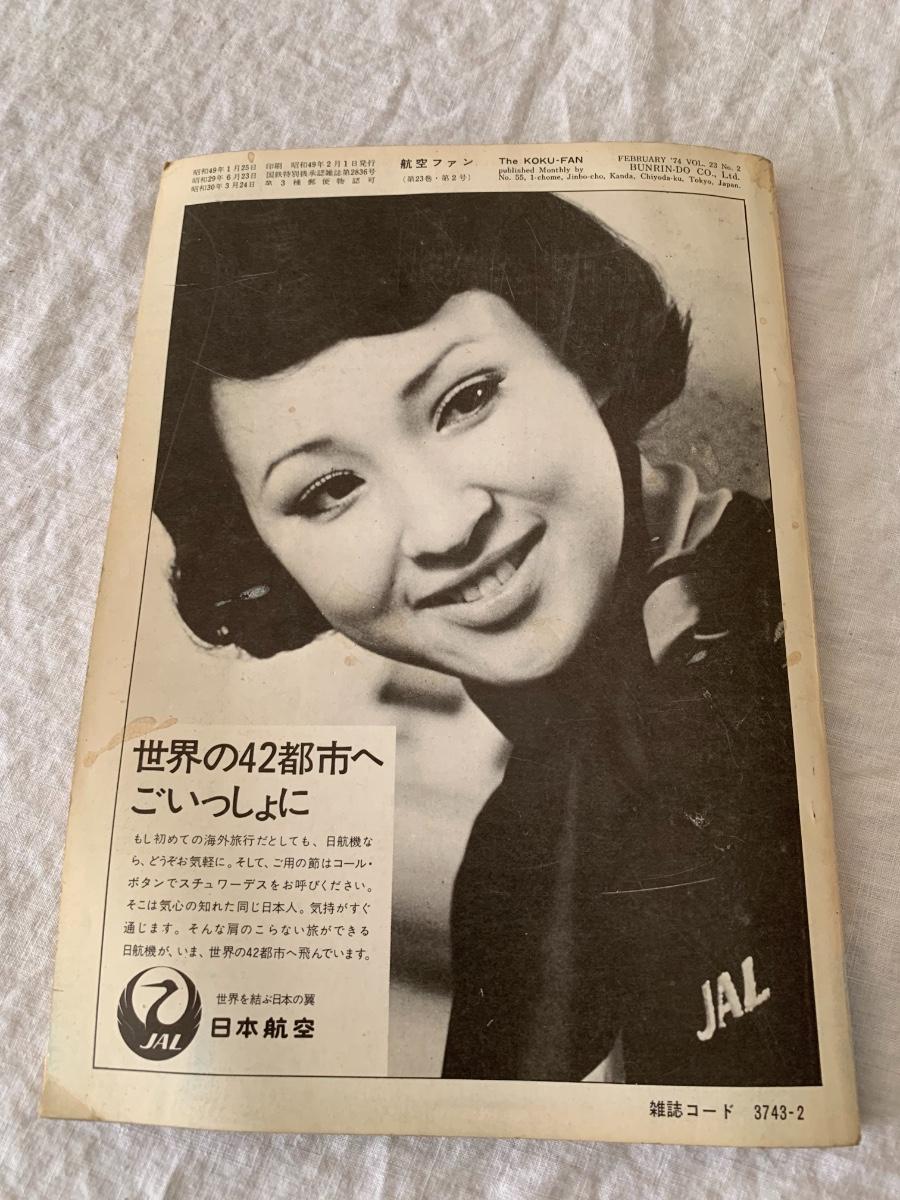 昭和49年1月25日 印刷 昭和49年2月1日発行
昭和29年6月23日 国鉄特別扱承認雑誌第2836号
昭和30年3月24日 第3種郵便物認可
航空ファン
(第23巻・第2号)
The KOKU-FAN FEBRUARY '74 VOL. 23 No. 2
published Monthly by BUNRIN-DO CO., Ltd.
No. 55, 1-chome, Jinbo-cho, Kanda, Chiyoda-ku, Tokyo, Japan.
世界の42都市へ
ごいっしょに
もし初めての海外旅行だとしても、日航機な
ら、どうぞお気軽に。そして、ご用の節はコール・
ボタンでスチュワーデスをお呼びください。
そこは気心の知れた同じ日本人。気持がすぐ
通じます。そんな肩のこらない旅ができる
日航機が、いま、世界の42都市へ飛んでいます。
JAL
世界を結ぶ日本の翼
日本航空
JAL
雑誌コード 3743-2